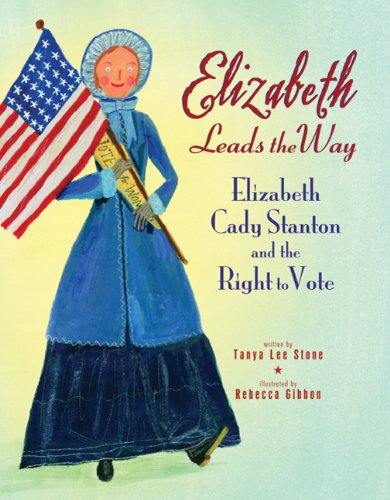 Elizabeth
Leads the Way
Elizabeth
Cady Stanton
and the
Right to Vote
written by
Tanya Lee Stone
illustrated by
Rebecca Gibbon
VOTE